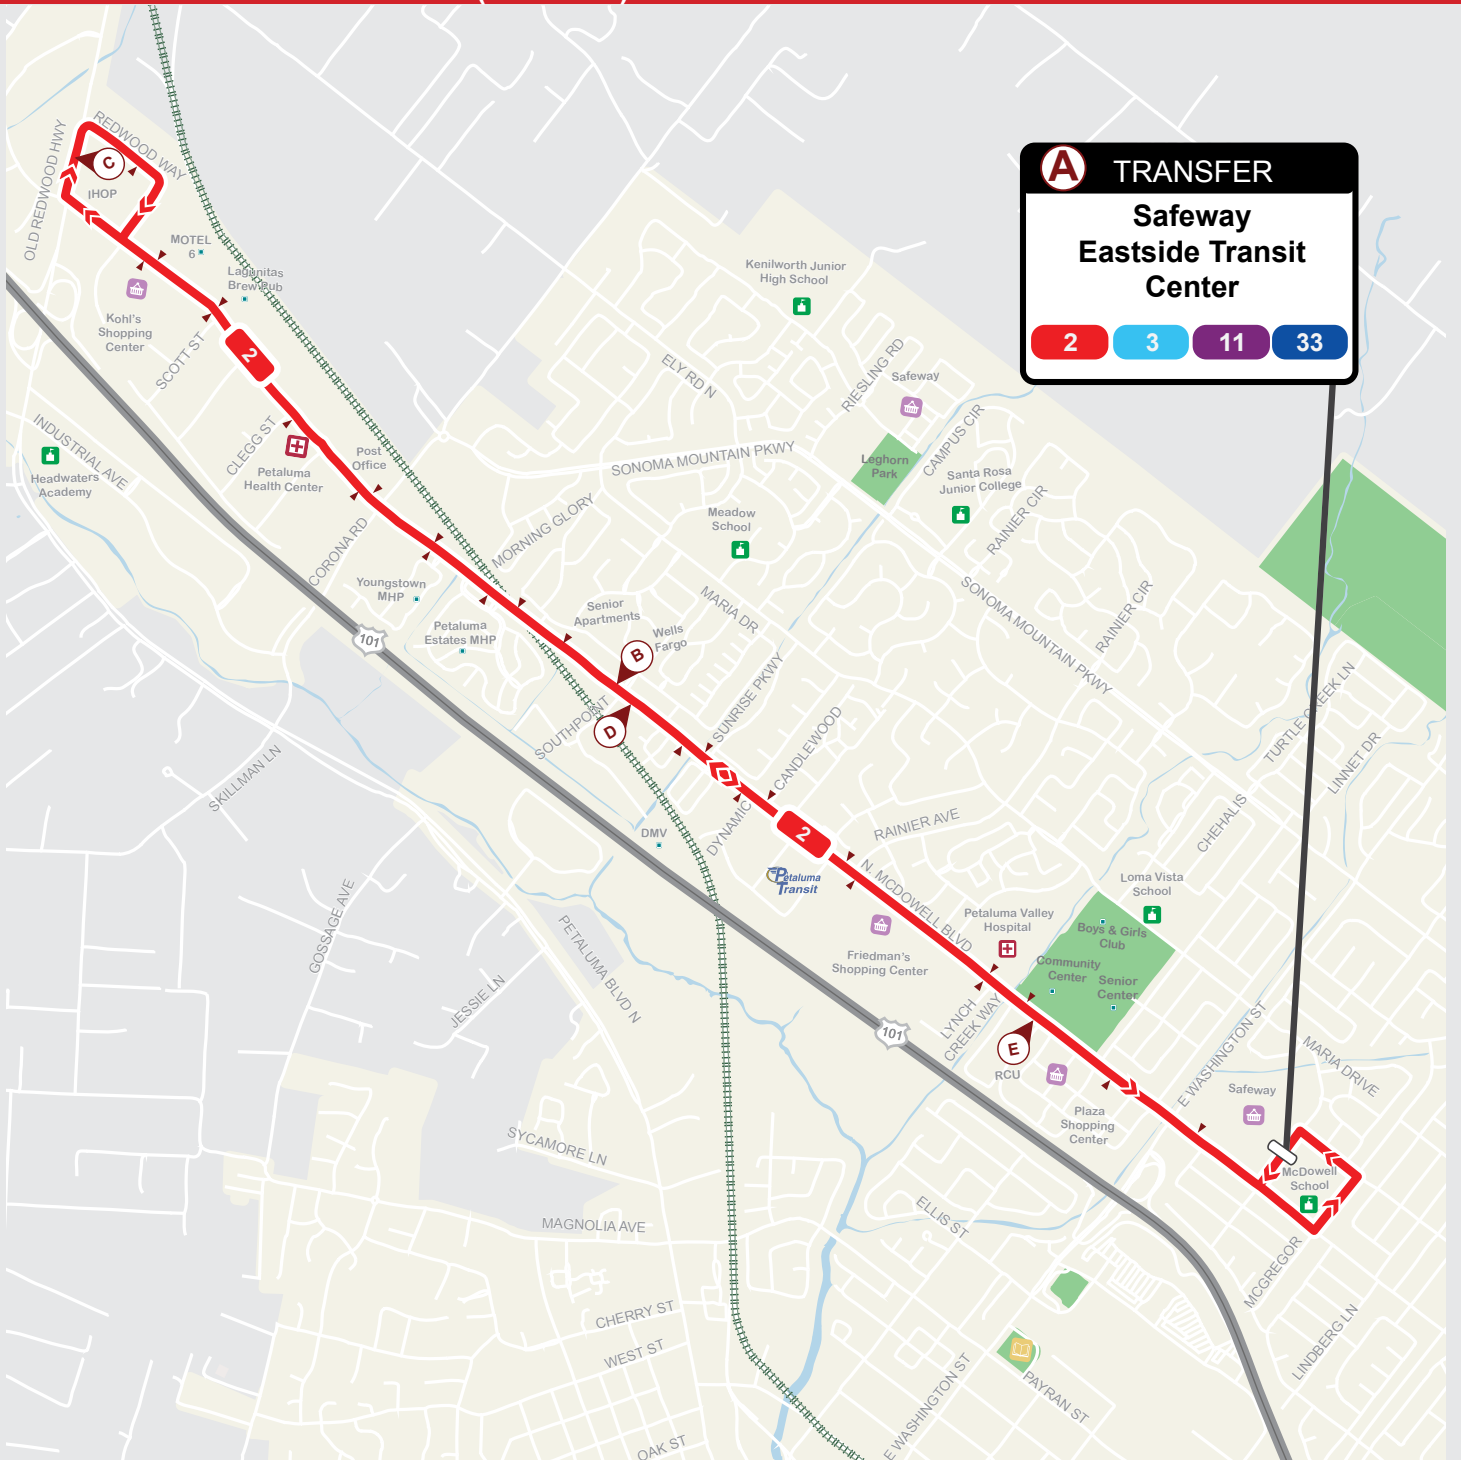 A TRANSFER
Safeway
Eastside Transit
Center
2 3 11 33
REDWOOD WAY
OLD REDWOOD HWY
C
IHOP
MOTEL
6
Lagunitas
Brew Pub
Kohl's
Shopping
Center
SCOTT ST
2
Kenilworth Junior
High School
ELY RD N
RIESLING RD
Safeway
INDUSTRIAL AVE
Headwaters
Academy
CLEGG ST
Petaluma
Health Center
Post
Office
SONOMA MOUNTAIN PKWY
Leghorn
Park
CAMPUS CIR
Santa Rosa
Junior College
RAINIER CIR
Meadow
School
MORNING GLORY
CORONA RD
Youngstown
MHP
Petaluma
Estates MHP
Senior
Apartments
Wells
Fargo
MARIA DR
SONOMA MOUNTAIN PKWY
RAINIER CIR
101
B
D
SOUTHPOINT
SUNRISE PKWY
CANDLEWOOD
TURTLE CREEK LN
LINNET DR
SKILLMAN LN
DMV
DYNAMIC
2
RAINIER AVE
CHEHALIS
Petaluma
Transit
N. MCDOWELL BLVD
Loma Vista
School
GOSSAGE AVE
PETALUMA BLVD N
Friedman's
Shopping Center
Petaluma Valley
Hospital
Boys & Girls
Club
Community
Center
Senior
Center
JESSIE LN
101
LYNCH
CREEK WAY
E
RCU
E WASHINGTON ST
MARIA DRIVE
Safeway
Plaza
Shopping
Center
SYCAMORE LN
McDowell
School
MAGNOLIA AVE
ELLIS ST
MCGREGOR
CHERRY ST
WEST ST
LINDBERG LN
PAYRAN ST
E WASHINGTON ST
OAK ST